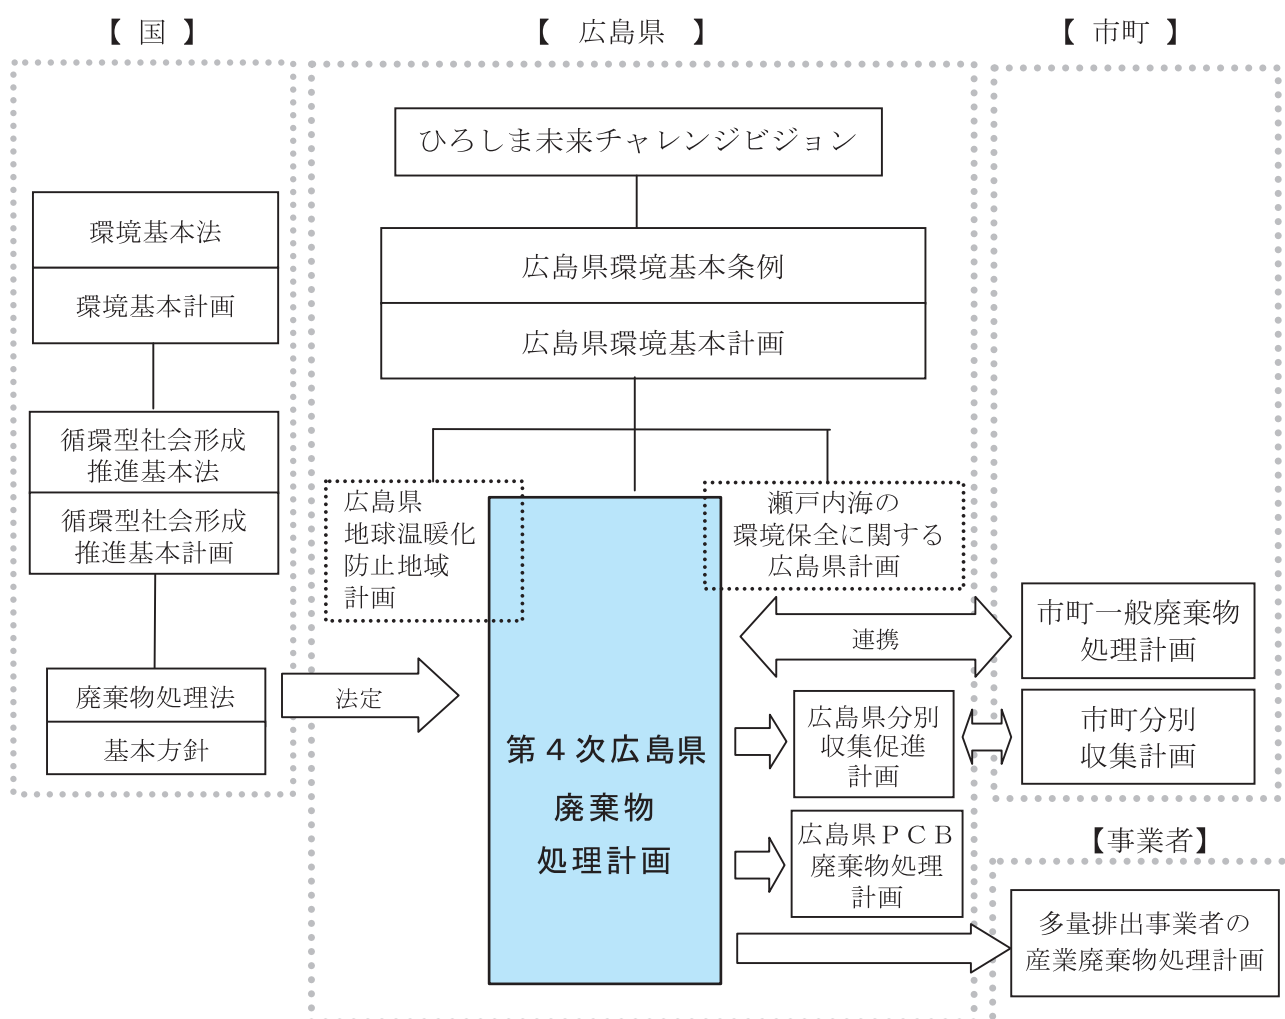 【 国 】
【 広島県 】
【 市町 】
環境基本法
環境基本計画
循環型社会形成
推進基本法
循環型社会形成
推進基本計画
廃棄物処理法
基本方針
法定
ひろしま未来チャレンジビジョン
広島県環境基本条例
広島県環境基本計画
広島県
地球温暖化
防止地域
計画
瀬戸内海の
環境保全に関する
広島県計画
第４次広島県
廃棄物
処理計画
連携
広島県分別
収集促進
計画
広島県ＰＣＢ
廃棄物処理
計画
市町一般廃棄物
処理計画
市町分別
収集計画
【事業者】
多量排出事業者の
産業廃棄物処理計画